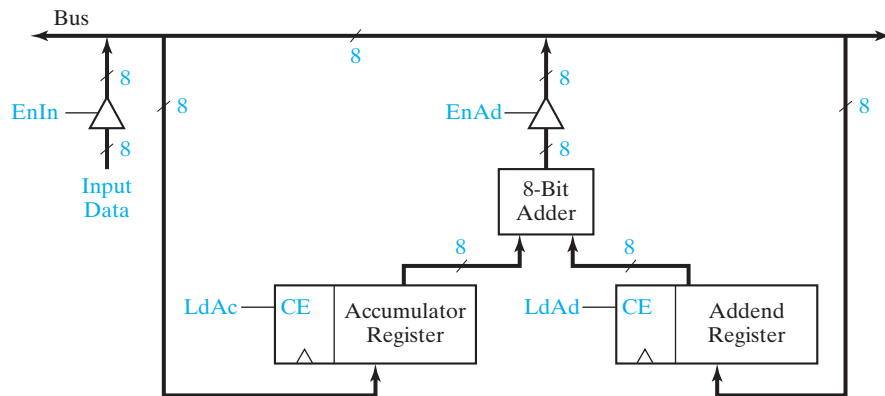 Bus
8
8
8
EnIn
EnAd
8
8
8
8
Input
Data
8-Bit
Adder
8
8
LdAc
CE
Accumulator
Register
LdAd
CE
Addend
Register